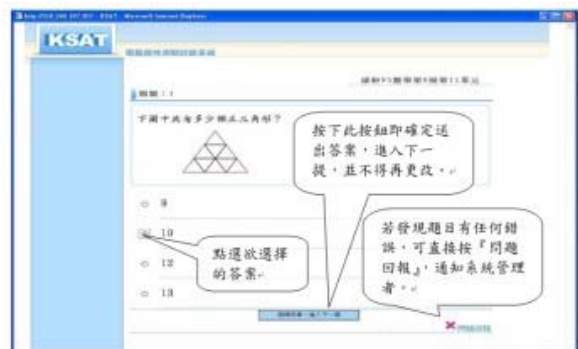 KSAT
題號：1
下圖中共有多少個正三角形？
9
10
12
13
按下此按鈕即確定送
出答案，進入下一
提，並不得再更改。
點選欲選擇
的答案
若發現題目有任何錯
誤，可直接按『問題
回報』，通知系統管理
者。